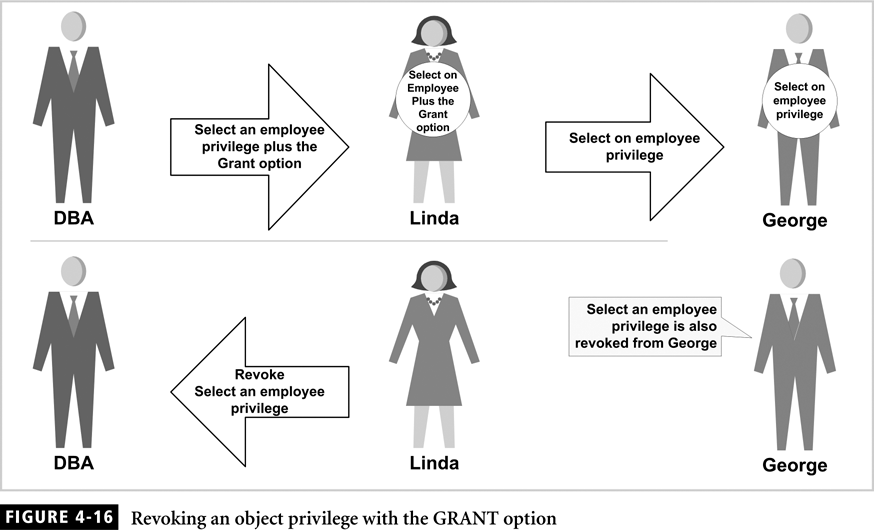 Select an employee
privilege plus the
Grant option
Select on
Employee
Plus the
Grant
option
Select on employee
privilege
Select on
employee
privilege
DBA
Linda
George
Revoke
Select an employee
privilege
Select an employee
privilege is also
revoked from George
DBA
Linda
George
FIGURE 4-16 Revoking an object privilege with the GRANT option